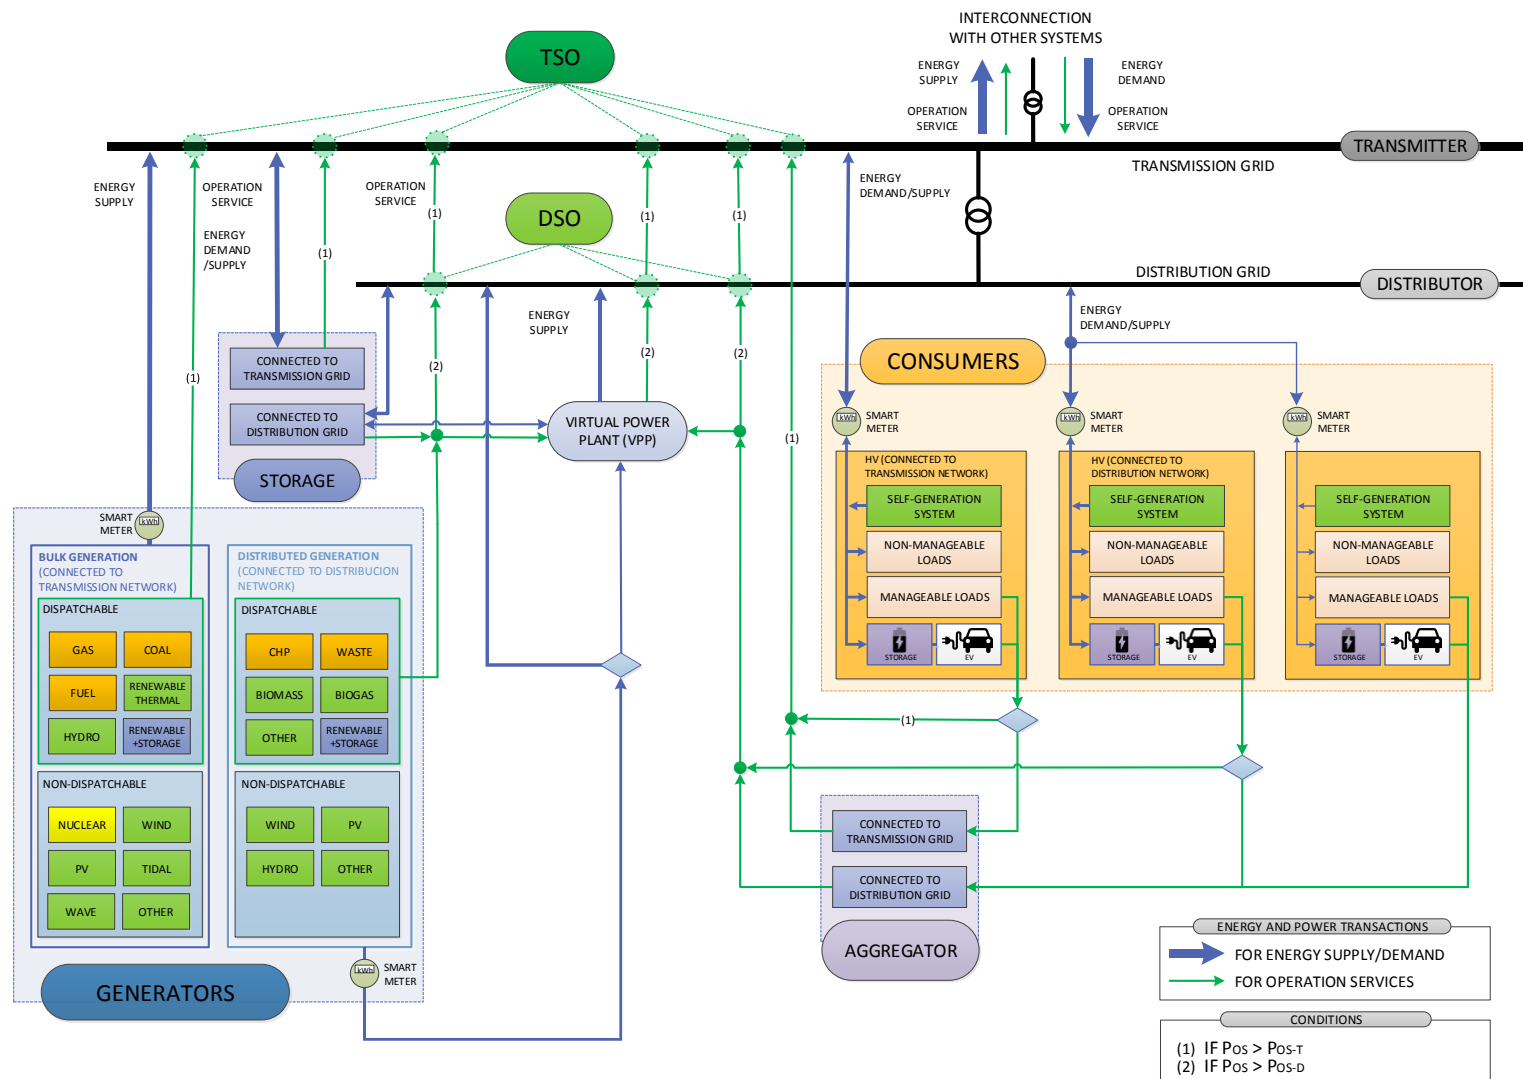 INTERCONNECTION
WITH OTHER SYSTEMS
TSO
ENERGY
SUPPLY
ENERGY
DEMAND
OPERATION
SERVICE
OPERATION
SERVICE
TRANSMITTER
TRANSMISSION GRID
ENERGY
SUPPLY
OPERATION
SERVICE
OPERATION
SERVICE
ENERGY
DEMAND/SUPPLY
ENERGY
DEMAND
/SUPPLY
DSO
(1)
(1)
(1)
(1)
DISTRIBUTION GRID
DISTRIBUTOR
ENERGY
SUPPLY
ENERGY
DEMAND/SUPPLY
(1)
(2)
(2)
(2)
(1)
CONNECTED TO
TRANSMISSION GRID
CONNECTED TO
DISTRIBUTION GRID
STORAGE
VIRTUAL POWER
PLANT (VPP)
CONSUMERS
kWh
SMART
METER
kWh
SMART
METER
kWh
SMART
METER
HV (CONNECTED TO
TRANSMISSION NETWORK)
SELF-GENERATION
SYSTEM
NON-MANAGEABLE
LOADS
MANAGEABLE LOADS
STORAGE
EV
HV (CONNECTED TO
DISTRIBUTION NETWORK)
SELF-GENERATION
SYSTEM
NON-MANAGEABLE
LOADS
MANAGEABLE LOADS
STORAGE
EV
SELF-GENERATION
SYSTEM
NON-MANAGEABLE
LOADS
MANAGEABLE LOADS
STORAGE
EV
SMART
METER
kWh
BULK GENERATION
(CONNECTED TO
TRANSMISSION NETWORK)
DISPATCHABLE
GAS
COAL
FUEL
RENEWABLE
THERMAL
HYDRO
RENEWABLE
+STORAGE
NON-DISPATCHABLE
NUCLEAR
WIND
PV
TIDAL
WAVE
OTHER
DISTRIBUTED GENERATION
(CONNECTED TO DISTRIBUCION
NETWORK)
DISPATCHABLE
CHP
WASTE
BIOMASS
BIOGAS
OTHER
RENEWABLE
+STORAGE
NON-DISPATCHABLE
WIND
PV
HYDRO
OTHER
kWh
SMART
METER
GENERATORS
(1)
CONNECTED TO
TRANSMISSION GRID
CONNECTED TO
DISTRIBUTION GRID
AGGREGATOR
ENERGY AND POWER TRANSACTIONS
FOR ENERGY SUPPLY/DEMAND
FOR OPERATION SERVICES
CONDITIONS
(1) IF POS > POS-T
(2) IF POS > POS-D